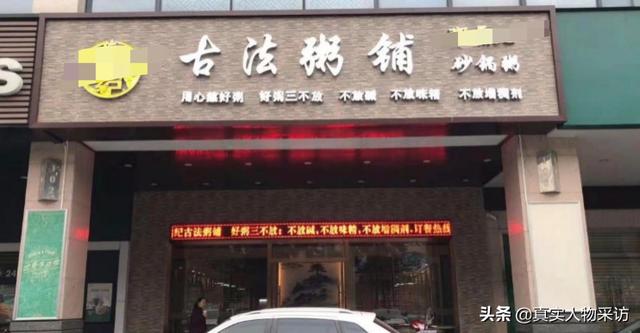 古法粥铺
砂锅粥
用心熬好粥 好粥三不放 不放碱 不放味精 不放增稠剂
纪古法粥铺 好粥三不放：不放碱，不放味精，不放增稠剂，订餐热线
102
24
S
头条 @真实人物采访